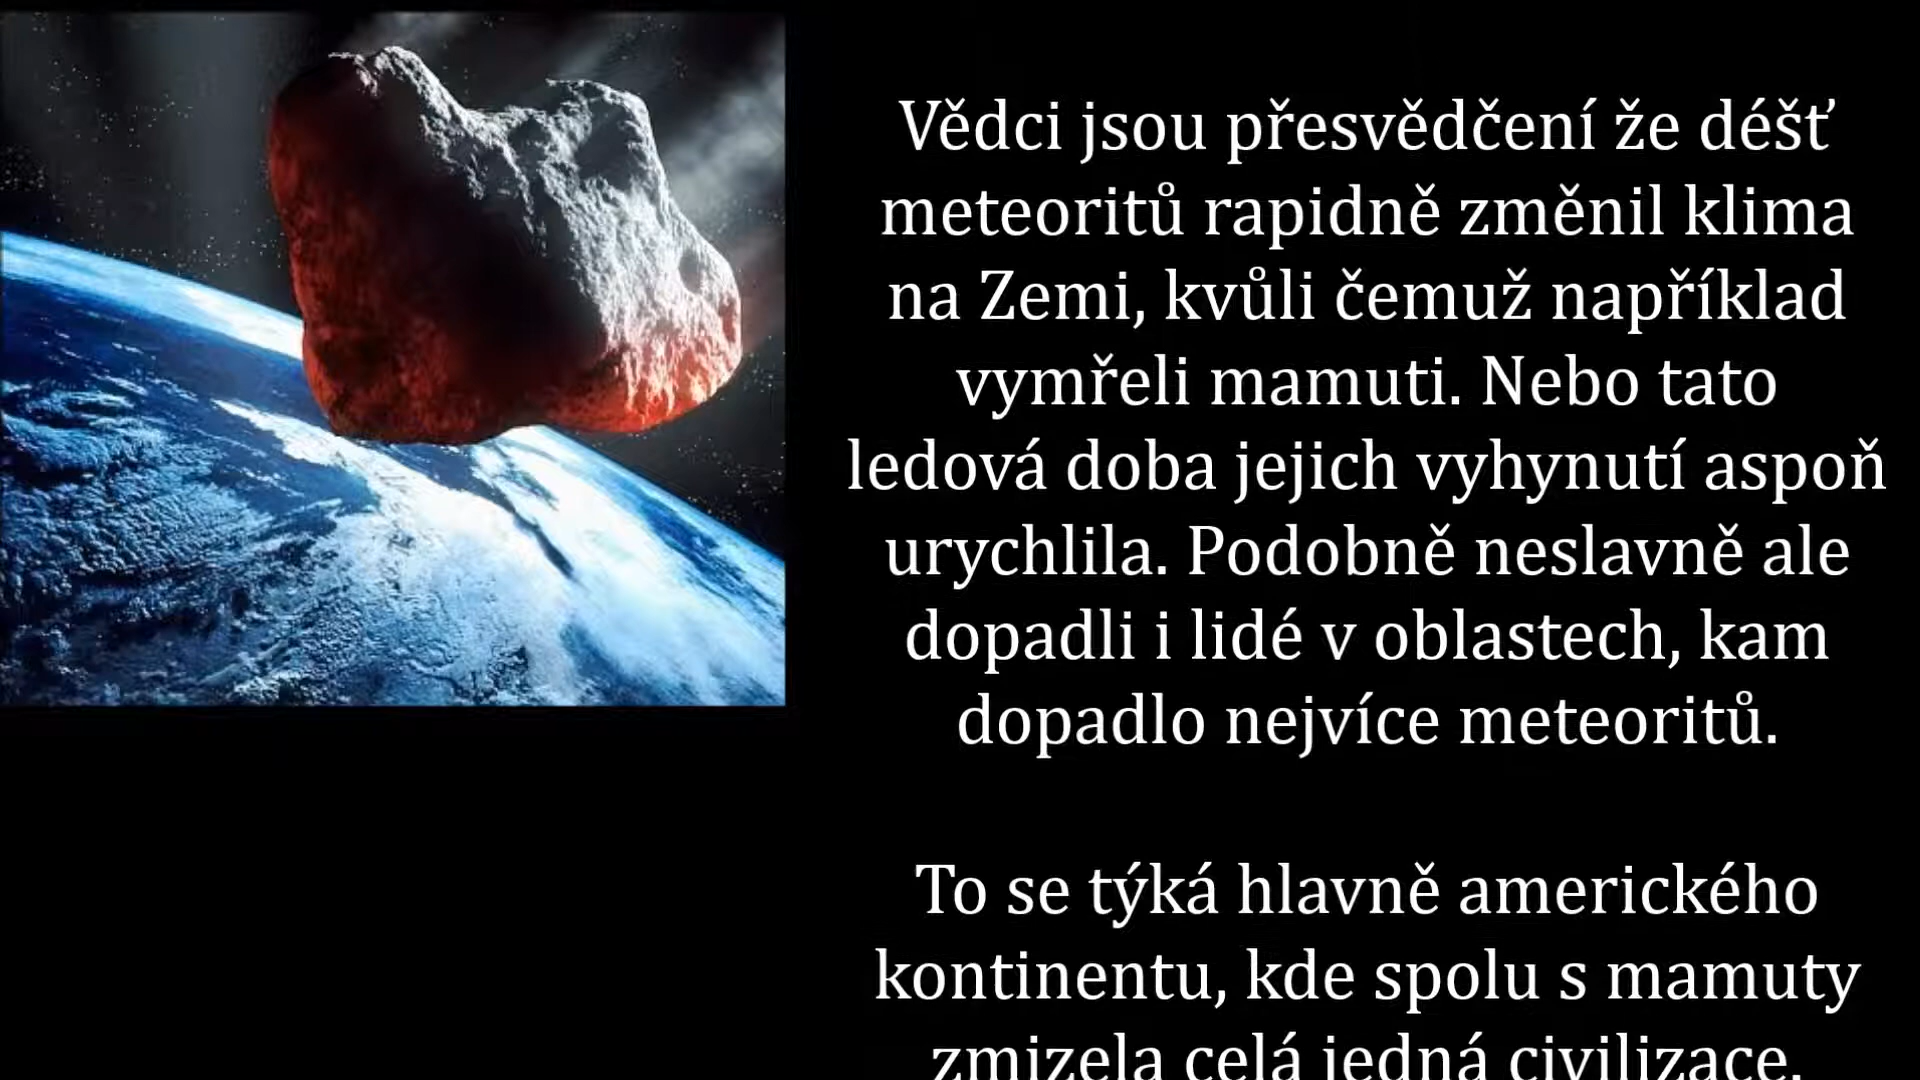 Vědci jsou přesvědčení že déšť
meteoritů rapidně změnil klima
na Zemi, kvůli čemuž například
vymřeli mamuti. Nebo tato
ledová doba jejich vyhynutí aspoň
urychlila. Podobně neslavně ale
dopadli i lidé v oblastech, kam
dopadlo nejvíce meteoritů.
To se týká hlavně amerického
kontinentu, kde spolu s mamuty
zmizela celá jedná civilizace.